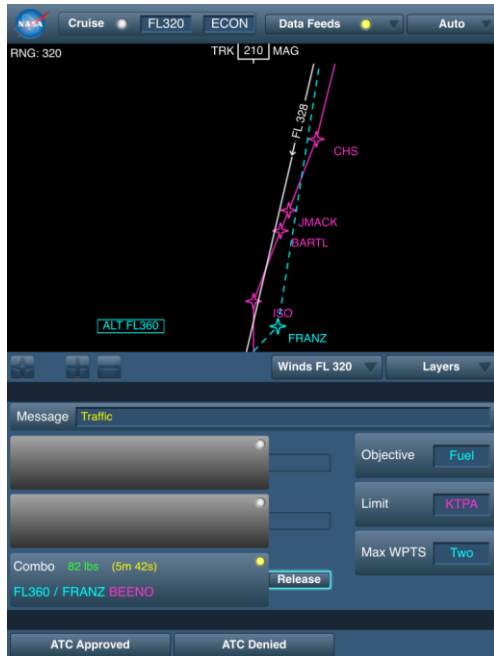 NASA Cruise FL320 ECON Data Feeds Auto
RNG: 320 TRK 210 MAG
← FL 328
CHS
JMACK
BARTL
ISO
ALT FL360
FRANZ
Winds FL 320 Layers
Message Traffic
Objective Fuel
Limit KTPA
Max WPTS Two
Combo 82 lbs (5m 42s)
FL360 / FRANZ BEENO
Release
ATC Approved ATC Denied